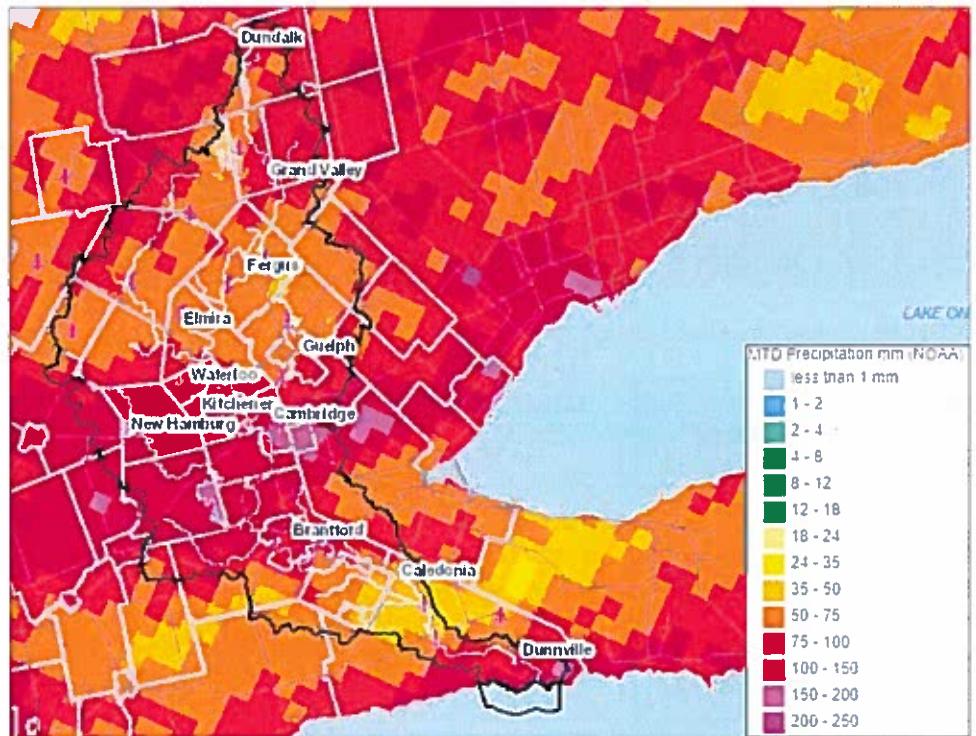 Dundalk
Grand Valley
Fergus
Elmira
Guelph
Waterloo
Kitchener
Cambridge
New Hamburg
Brantford
Caledonia
Dunnville
LAKE ON
MTD Precipitation mm (NOAA)
less than 1 mm
1 - 2
2 - 4
4 - 8
8 - 12
12 - 18
18 - 24
24 - 35
35 - 50
50 - 75
75 - 100
100 - 150
150 - 200
200 - 250